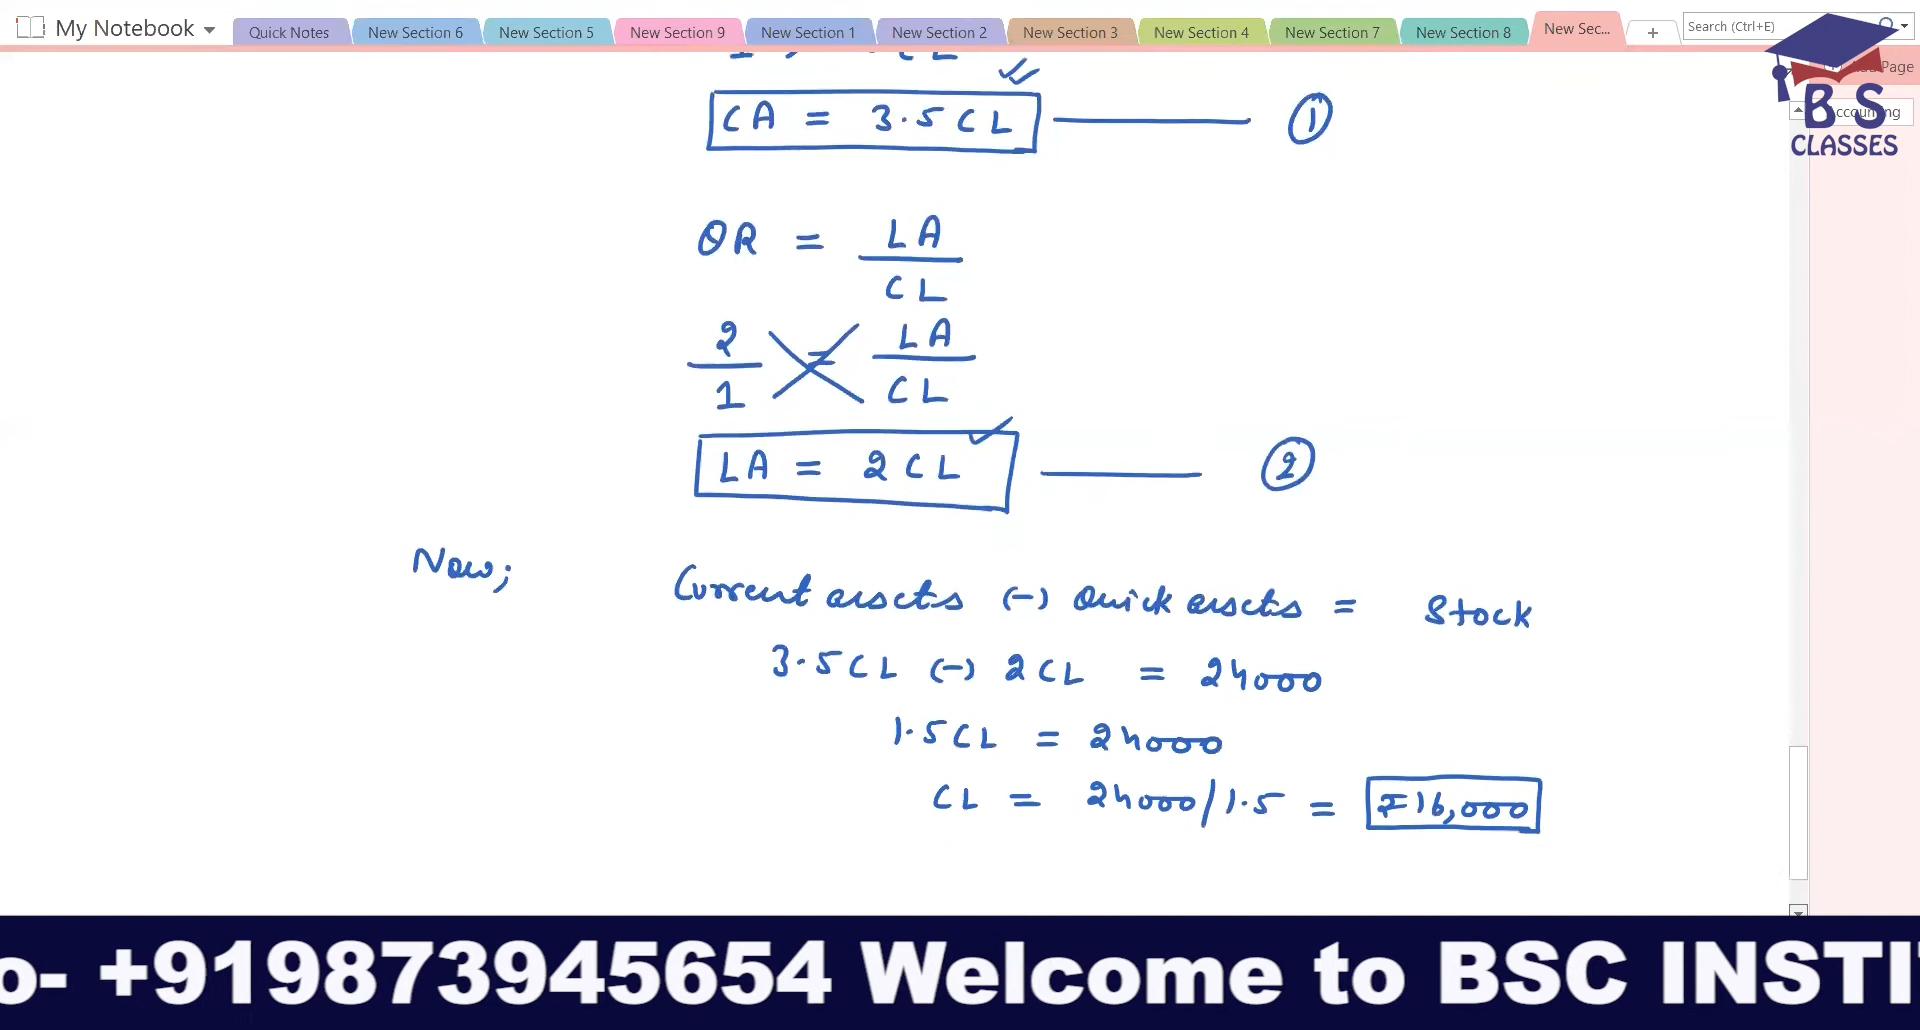 My Notebook
Quick Notes
New Section 6
New Section 5
New Section 9
New Section 1
New Section 2
New Section 3
New Section 4
New Section 7
New Section 8
New Sec...
+
Search (Ctrl+E)
Page
BS
CLASSES
CA = 3.5 CL ——— ①
QR = LA
CL
2 = LA
1 CL
LA = 2 CL ——— ②
Now;
Current assets (-) Quick assets = Stock
3.5 CL (-) 2 CL = 24000
1.5 CL = 24000
CL = 24000/1.5 = ₹16,000
o- +919873945654 Welcome to BSC INSTI